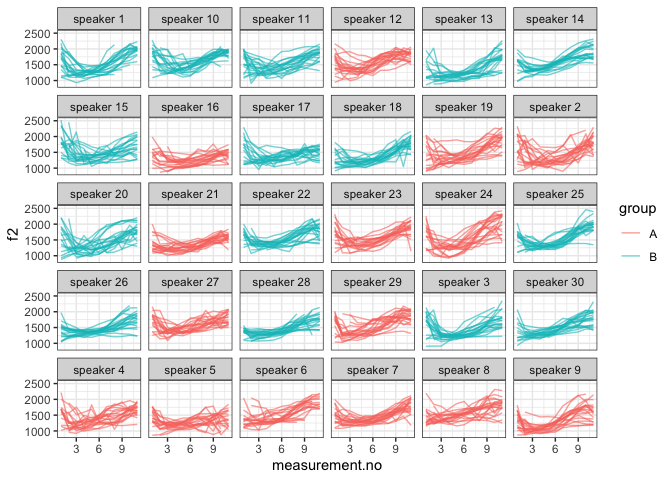 speaker 1 speaker 10 speaker 11 speaker 12 speaker 13 speaker 14
2500
2000
1500
1000
speaker 15 speaker 16 speaker 17 speaker 18 speaker 19 speaker 2
2500
2000
1500
1000
speaker 20 speaker 21 speaker 22 speaker 23 speaker 24 speaker 25
2500
2000
1500
1000
f2
group
A
B
speaker 26 speaker 27 speaker 28 speaker 29 speaker 3 speaker 30
2500
2000
1500
1000
speaker 4 speaker 5 speaker 6 speaker 7 speaker 8 speaker 9
2500
2000
1500
1000
3 6 9 3 6 9 3 6 9 3 6 9 3 6 9 3 6 9
measurement.no